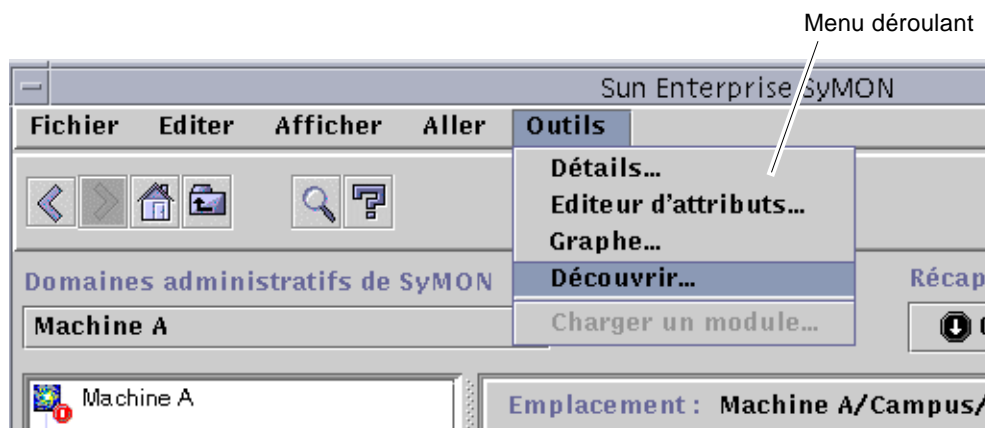 Menu déroulant
Sun Enterprise SyMON
Fichier Editer Afficher Aller Outils
Détails...
Editeur d'attributs...
Graphe...
Découvrir...
Charger un module...
Domaines administratifs de SyMON
Récap
Machine A
Machine A
Emplacement : Machine A/Campus/